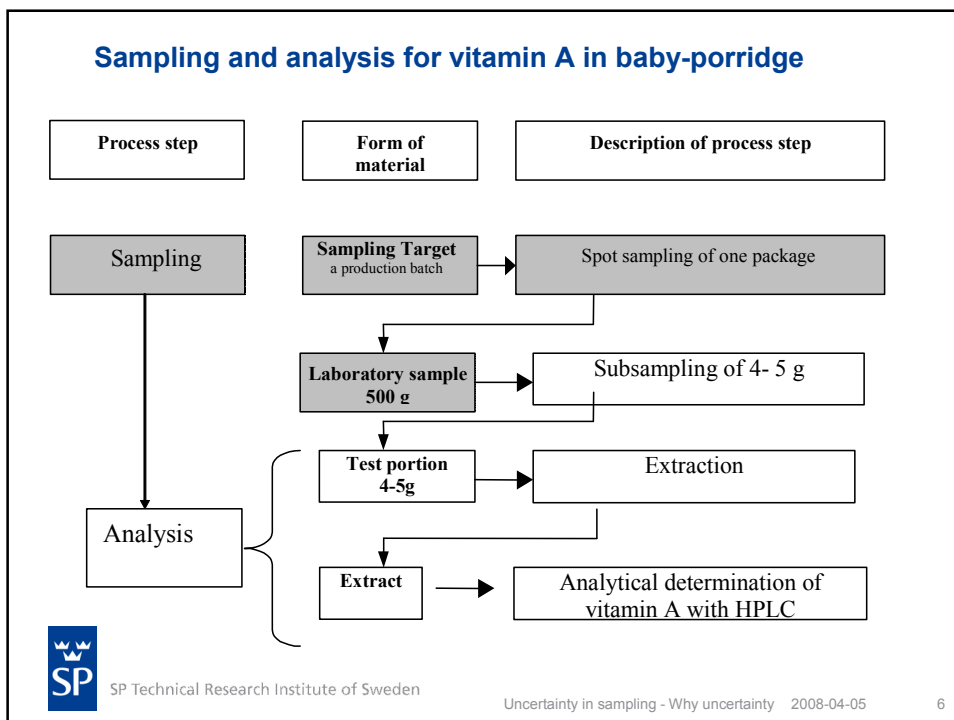 Sampling and analysis for vitamin A in baby-porridge
Process step
Form of
material
Description of process step
Sampling
Sampling Target
a production batch
Spot sampling of one package
Laboratory sample
500 g
Subsampling of 4- 5 g
Test portion
4-5g
Extraction
Analysis
Extract
Analytical determination of
vitamin A with HPLC
SP
SP Technical Research Institute of Sweden
Uncertainty in sampling - Why uncertainty 2008-04-05 6